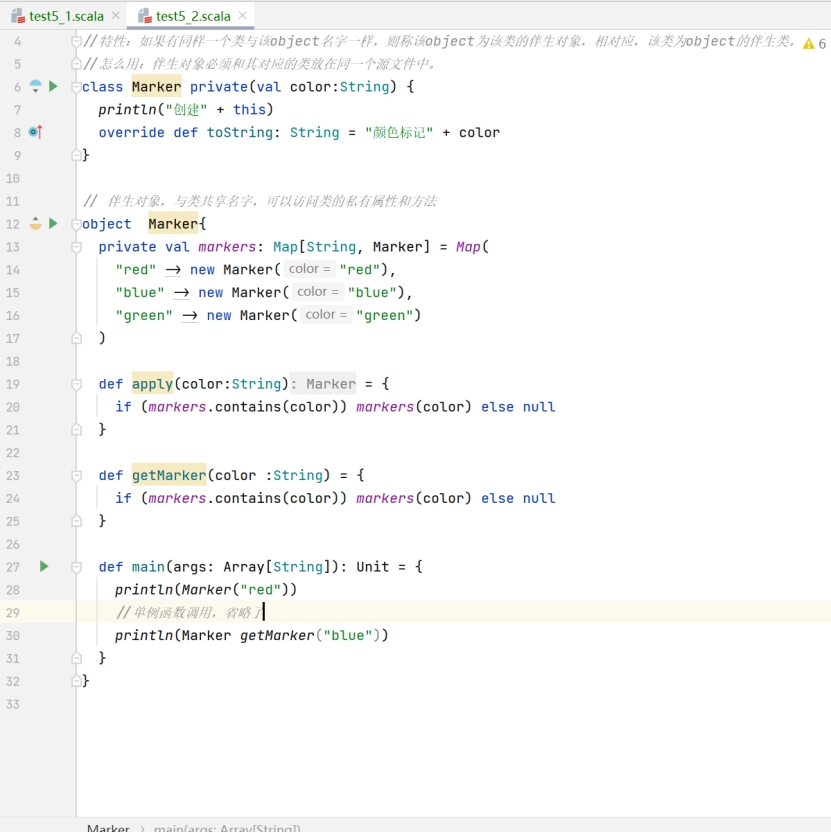 test5_1.scala test5_2.scala
4 //特性：如果有同样一个类与该object名字一样，则称该object为该类的伴生对象，相对应，该类为object的伴生类。 6
5 //怎么用：伴生对象必须和其对应的类放在同一个源文件中。
6 class Marker private(val color:String) {
7 println("创建" + this)
8 override def toString: String = "颜色标记" + color
9 }
10
11 // 伴生对象，与类共享名字，可以访问类的私有属性和方法
12 object Marker{
13 private val markers: Map[String, Marker] = Map(
14 "red" -> new Marker( color = "red"),
15 "blue" -> new Marker( color = "blue"),
16 "green" -> new Marker( color = "green")
17 )
18
19 def apply(color:String): Marker = {
20 if (markers.contains(color)) markers(color) else null
21 }
22
23 def getMarker(color :String) = {
24 if (markers.contains(color)) markers(color) else null
25 }
26
27 def main(args: Array[String]): Unit = {
28 println(Marker("red"))
29 //单例函数调用，省略了
30 println(Marker getMarker("blue"))
31 }
32 }
33
Marker > main(args: Array[String])